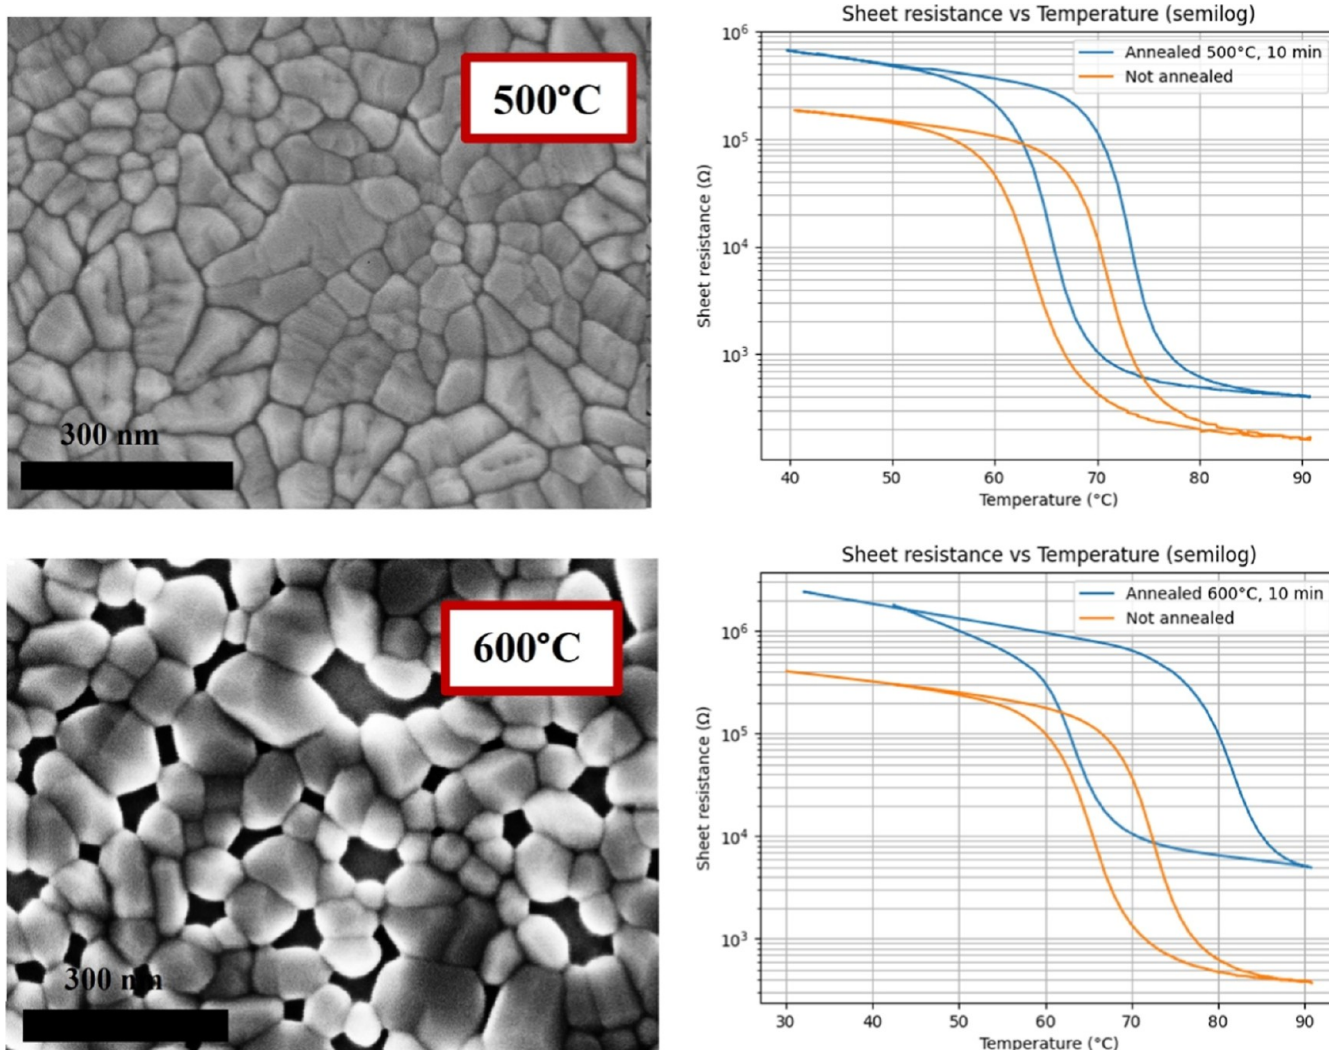 500°C
300 nm
Sheet resistance vs Temperature (semilog)
Annealed 500°C, 10 min
Not annealed
Sheet resistance (Ω)
10⁶
10⁵
10⁴
10³
40 50 60 70 80 90
Temperature (°C)
600°C
300 nm
Sheet resistance vs Temperature (semilog)
Annealed 600°C, 10 min
Not annealed
Sheet resistance (Ω)
10⁶
10⁵
10⁴
10³
30 40 50 60 70 80 90
Temperature (°C)